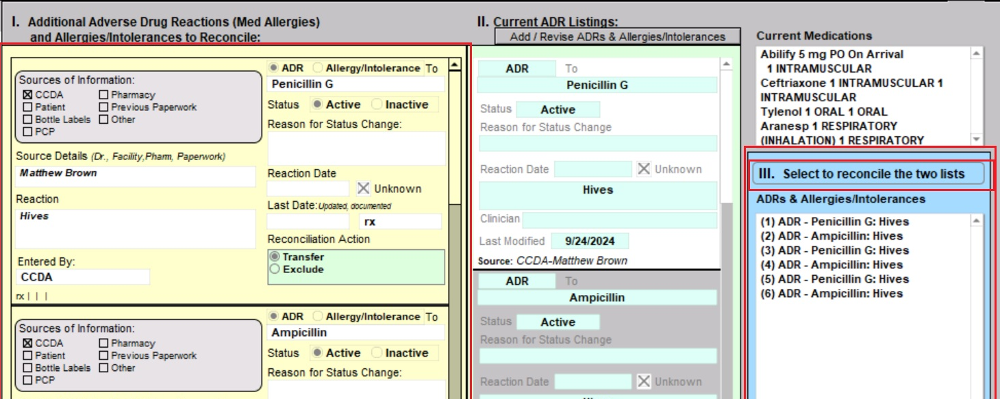 I. Additional Adverse Drug Reactions (Med Allergies)
and Allergies/Intolerances to Reconcile:
Sources of Information:
CCDA Pharmacy
Patient Previous Paperwork
Bottle Labels Other
PCP
Source Details (Dr., Facility,Pharm, Paperwork)
Matthew Brown
Reaction
Hives
Entered By:
CCDA
rx | | |
ADR Allergy/Intolerance To
Penicillin G
Status Active Inactive
Reason for Status Change:
Reaction Date
Unknown
Last Date:Updated, documented
rx
Reconciliation Action
Transfer
Exclude
Sources of Information:
CCDA Pharmacy
Patient Previous Paperwork
Bottle Labels Other
PCP
ADR Allergy/Intolerance To
Ampicillin
Status Active Inactive
Reason for Status Change:
II. Current ADR Listings:
Add / Revise ADRs & Allergies/Intolerances
ADR To
Penicillin G
Status Active
Reason for Status Change
Reaction Date Unknown
Hives
Clinician
Last Modified 9/24/2024
Source: CCDA-Matthew Brown
ADR To
Ampicillin
Status Active
Reason for Status Change
Reaction Date Unknown
Current Medications
Abilify 5 mg PO On Arrival
1 INTRAMUSCULAR
Ceftriaxone 1 INTRAMUSCULAR 1
INTRAMUSCULAR
Tylenol 1 ORAL 1 ORAL
Aranesp 1 RESPIRATORY
(INHALATION) 1 RESPIRATORY
III. Select to reconcile the two lists
ADRs & Allergies/Intolerances
(1) ADR - Penicillin G: Hives
(2) ADR - Ampicillin: Hives
(3) ADR - Penicillin G: Hives
(4) ADR - Ampicillin: Hives
(5) ADR - Penicillin G: Hives
(6) ADR - Ampicillin: Hives